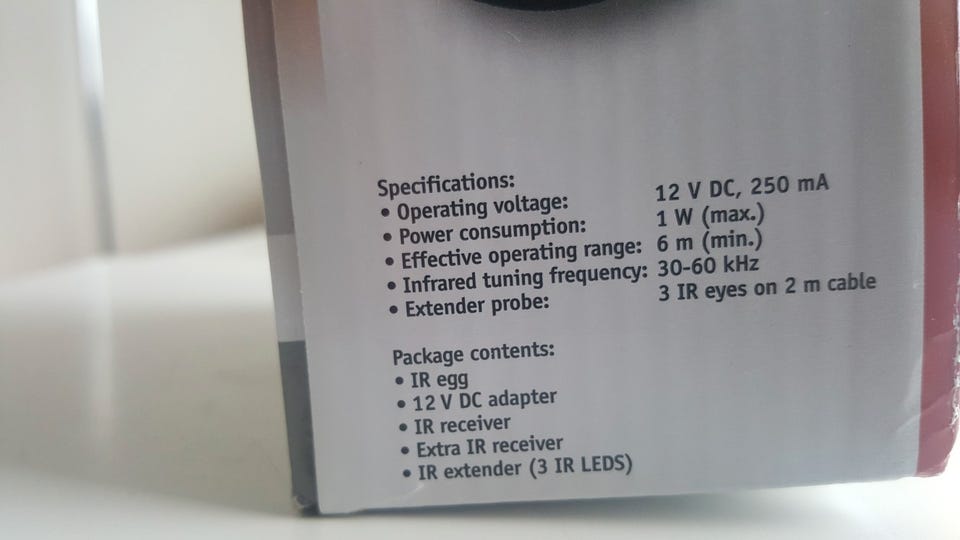 Specifications:
• Operating voltage: 12 V DC, 250 mA
• Power consumption: 1 W (max.)
• Effective operating range: 6 m (min.)
• Infrared tuning frequency: 30-60 kHz
• Extender probe: 3 IR eyes on 2 m cable
Package contents:
• IR egg
• 12 V DC adapter
• IR receiver
• Extra IR receiver
• IR extender (3 IR LEDS)